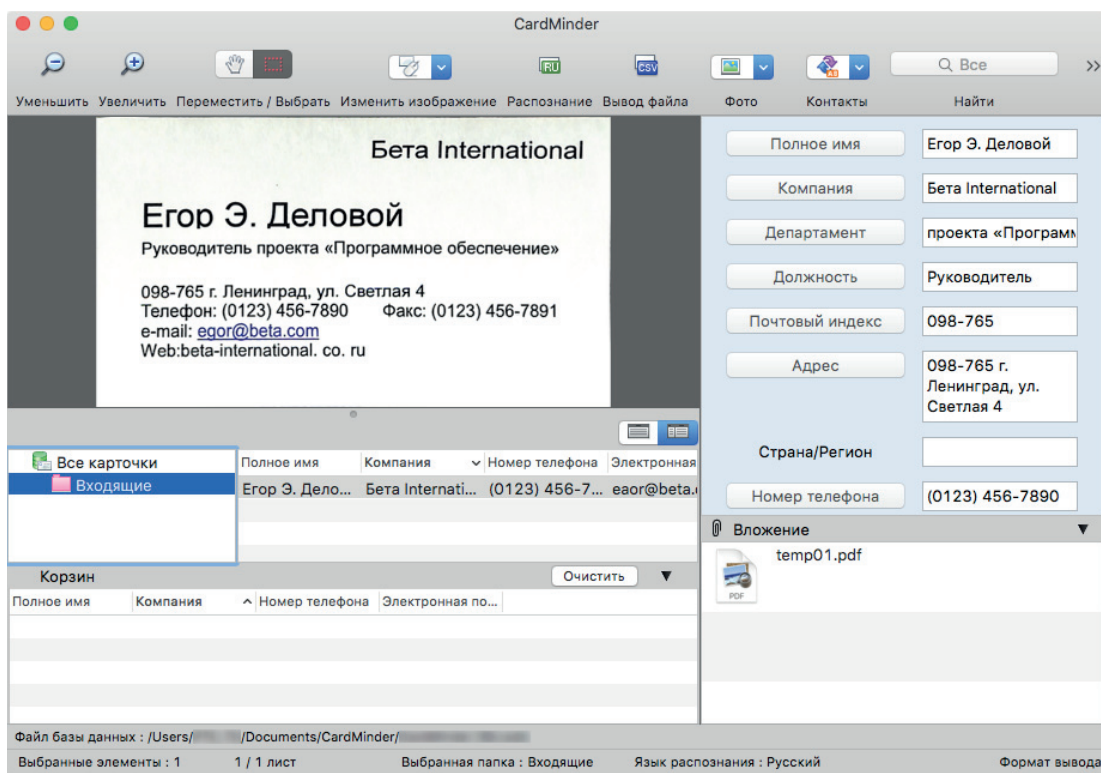 CardMinder
RU CSV Все
Уменьшить Увеличить Переместить / Выбрать Изменить изображение Распознание Вывод файла Фото Контакты Найти
Бета International
Егор Э. Деловой
Руководитель проекта «Программное обеспечение»
098-765 г. Ленинград, ул. Светлая 4
Телефон: (0123) 456-7890 Факс: (0123) 456-7891
e-mail: egor@beta.com
Web:beta-international. co. ru
Полное имя Егор Э. Деловой
Компания Бета International
Департамент проекта «Программ
Должность Руководитель
Почтовый индекс 098-765
Адрес 098-765 г.
Ленинград, ул.
Светлая 4
Страна/Регион
Номер телефона (0123) 456-7890
Все карточки
Входящие
Полное имя Компания Номер телефона Электронная
Егор Э. Дело... Бета Internati... (0123) 456-7... eaor@beta.
Вложение
temp01.pdf
PDF
Корзин Очистить
Полное имя Компания Номер телефона Электронная по...
Файл базы данных : /Users/ /Documents/CardMinder/
Выбранные элементы : 1 1 / 1 лист Выбранная папка : Входящие Язык распознания : Русский Формат вывода